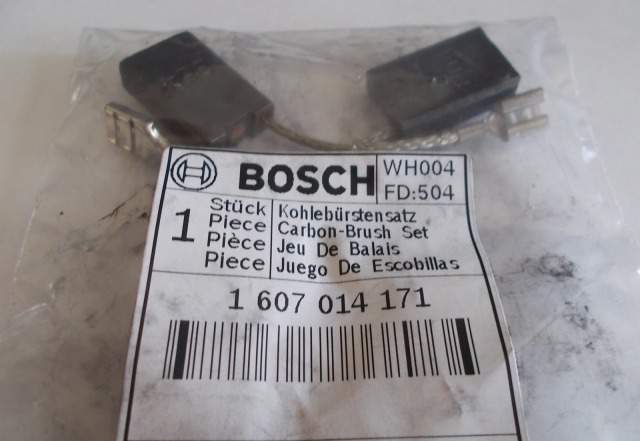 BOSCH
WH004
FD:504
1
Stück Kohlebürstensatz
Piece Carbon-Brush Set
Pièce Jeu De Balais
Piece Juego De Escobillas
1 607 014 171